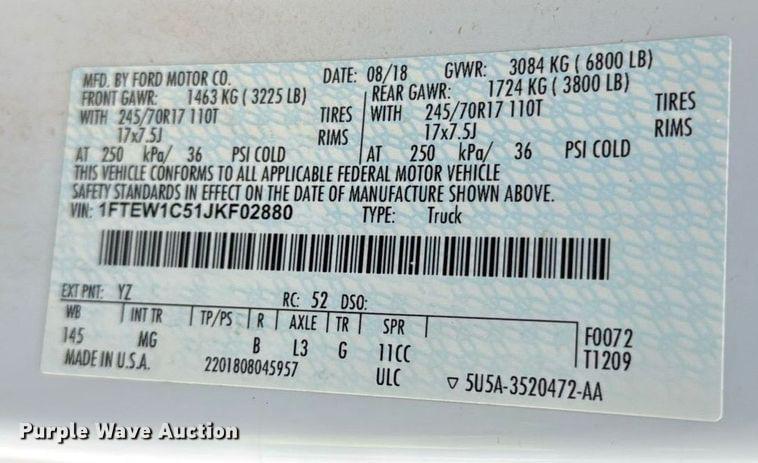 MFD. BY FORD MOTOR CO. DATE: 08/18 GVWR: 3084 KG ( 6800 LB)
FRONT GAWR: 1463 KG ( 3225 LB) REAR GAWR: 1724 KG ( 3800 LB)
WITH 245/70R17 110T TIRES WITH 245/70R17 110T TIRES
17x7.5J RIMS 17x7.5J RIMS
AT 250 kPa/ 36 PSI COLD AT 250 kPa/ 36 PSI COLD
THIS VEHICLE CONFORMS TO ALL APPLICABLE FEDERAL MOTOR VEHICLE
SAFETY STANDARDS IN EFFECT ON THE DATE OF MANUFACTURE SHOWN ABOVE.
VIN: 1FTEW1C51JKF02880 TYPE: Truck
EXT PNT: YZ RC: 52 DSO:
WB INT TR TP/PS R AXLE TR SPR F0072
145 MG B L3 G 11CC T1209
MADE IN U.S.A. 2201808045957 ULC ▽ 5U5A-3520472-AA
Purple Wave Auction